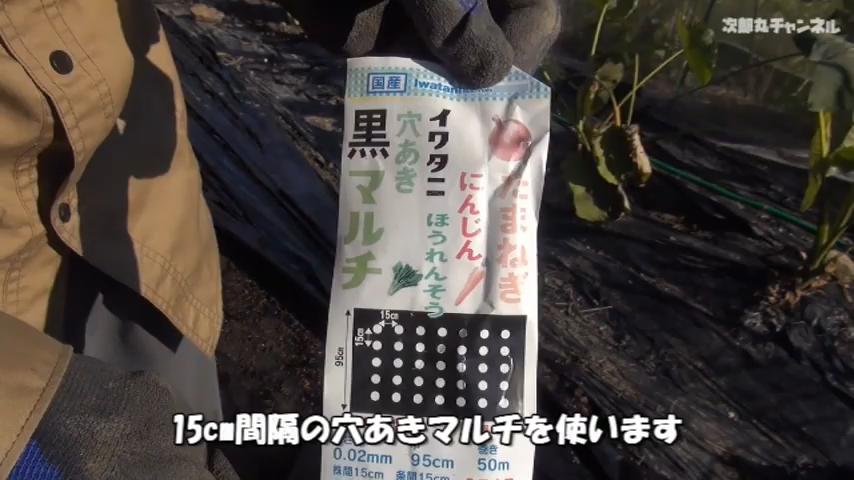 次郎丸チャンネル
国産
Iwatani
たまねぎ
にんじん
ほうれんそう
イワタニ
穴あき
黒マルチ
15cm
15cm
95cm
15cm間隔の穴あきマルチを使います
0.02mm
95cm
50m
株間15cm
条間15cm